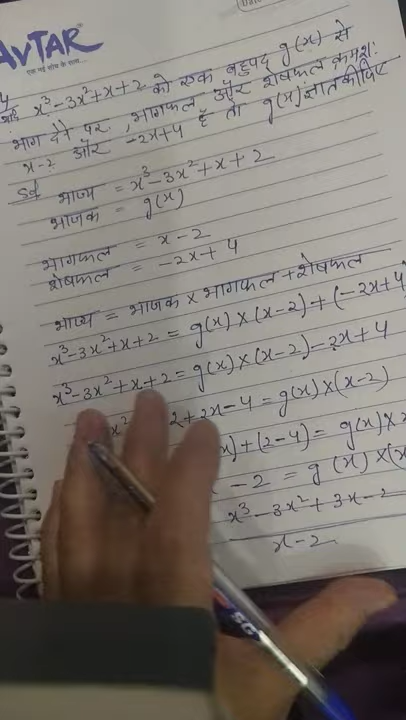 AVTAR
यदि x³-3x²+x+2 को एक बहुपद g(x) से
भाग देने पर, भागफल और शेषफल क्रमशः
x-2 और -2x+4 हैं तो g(x) ज्ञात कीजिए
Sol
भाज्य = x³-3x²+x+2
भाजक = g(x)
भागफल = x-2
शेषफल = -2x+4
भाज्य = भाजक × भागफल + शेषफल
x³-3x²+x+2 = g(x)×(x-2)+(-2x+4
x³-3x²+x+2 = g(x)×(x-2)-2x+4
x² 2+2x-4 = g(x)×(x-2)
x)+(2-4) = g(x)×
-2 = g(x)×(x
x³-3x²+3x-2
x-2